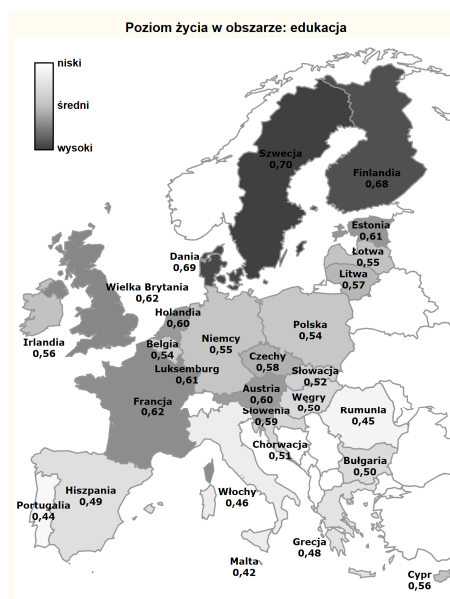 Poziom życia w obszarze: edukacja
niski
średni
wysoki
Szwecja
0,70
Finlandia
0,68
Estonia
0,61
Łotwa
0,55
Litwa
0,57
Dania
0,69
Wielka Brytania
0,62
Irlandia
0,56
Holandia
0,60
Belgia
0,54
Luksemburg
0,61
Niemcy
0,55
Polska
0,54
Czechy
0,58
Słowacja
0,52
Austria
0,60
Węgry
0,50
Słowenia
0,59
Francja
0,62
Rumunia
0,45
Chorwacja
0,51
Bułgaria
0,50
Hiszpania
0,49
Portugalia
0,44
Włochy
0,46
Grecja
0,48
Malta
0,42
Cypr
0,56